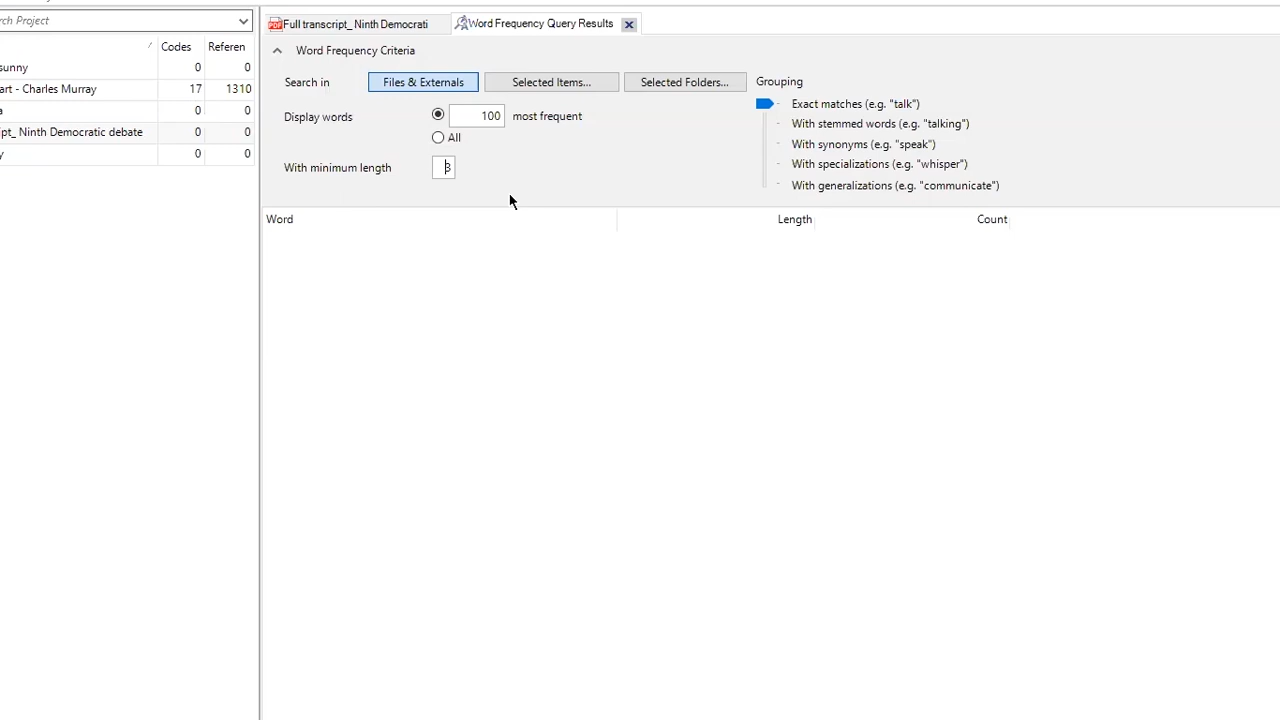 rch Project
Full transcript_ Ninth Democrati
Word Frequency Query Results
Codes
Referen
sunny
0
0
art - Charles Murray
17
1310
a
0
0
pt_ Ninth Democratic debate
0
0
y
0
0
Word Frequency Criteria
Search in
Files & Externals
Selected Items...
Selected Folders...
Grouping
Display words
100
most frequent
All
With minimum length
3
Exact matches (e.g. "talk")
With stemmed words (e.g. "talking")
With synonyms (e.g. "speak")
With specializations (e.g. "whisper")
With generalizations (e.g. "communicate")
Word
Length
Count